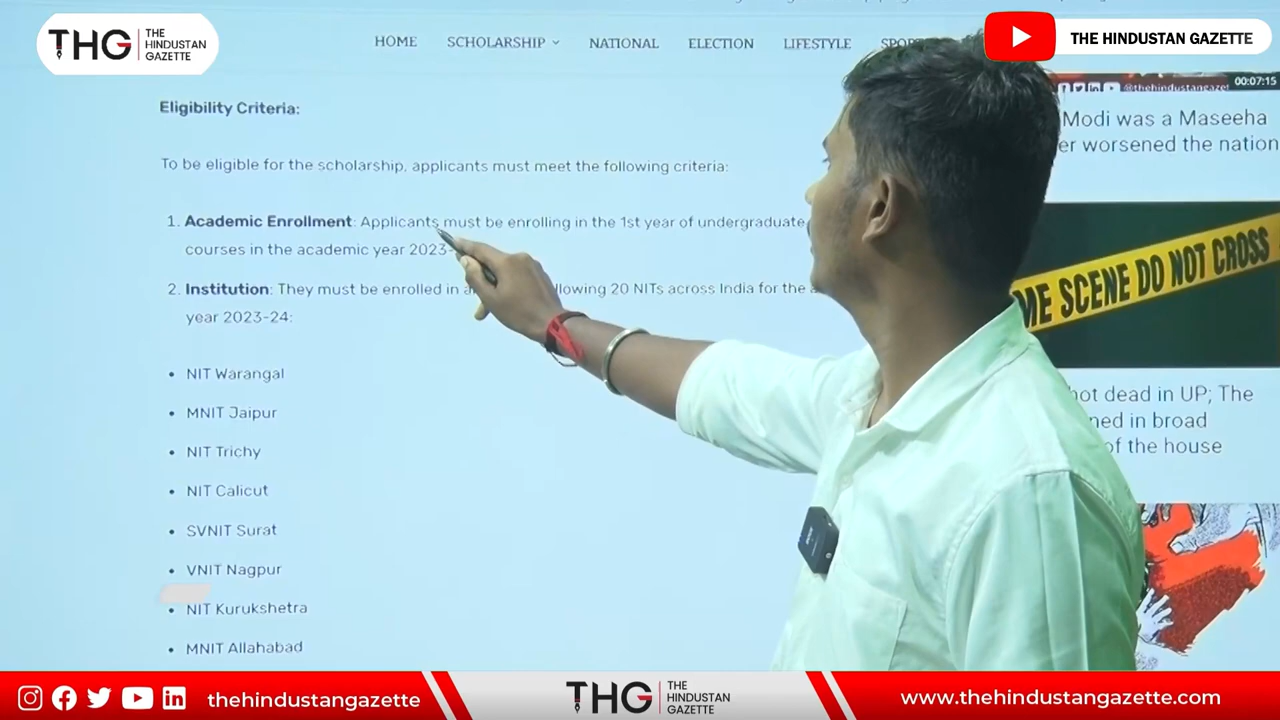 THG THE HINDUSTAN GAZETTE
HOME SCHOLARSHIP NATIONAL ELECTION LIFESTYLE
THE HINDUSTAN GAZETTE
@thehindustangazet
00:07:15
Eligibility Criteria:
To be eligible for the scholarship, applicants must meet the following criteria:
1. Academic Enrollment: Applicants must be enrolling in the 1st year of undergraduate
courses in the academic year 2023-
2. Institution: They must be enrolled in 20 NITs across India for the
year 2023-24:
• NIT Warangal
• MNIT Jaipur
• NIT Trichy
• NIT Calicut
• SVNIT Surat
• VNIT Nagpur
• NIT Kurukshetra
• MNIT Allahabad
Modi was a Maseeha
er worsened the nation
SCENE DO NOT CROSS
dead in UP; The
in broad
of the house
thehindustangazette
THG THE HINDUSTAN GAZETTE
www.thehindustangazette.com